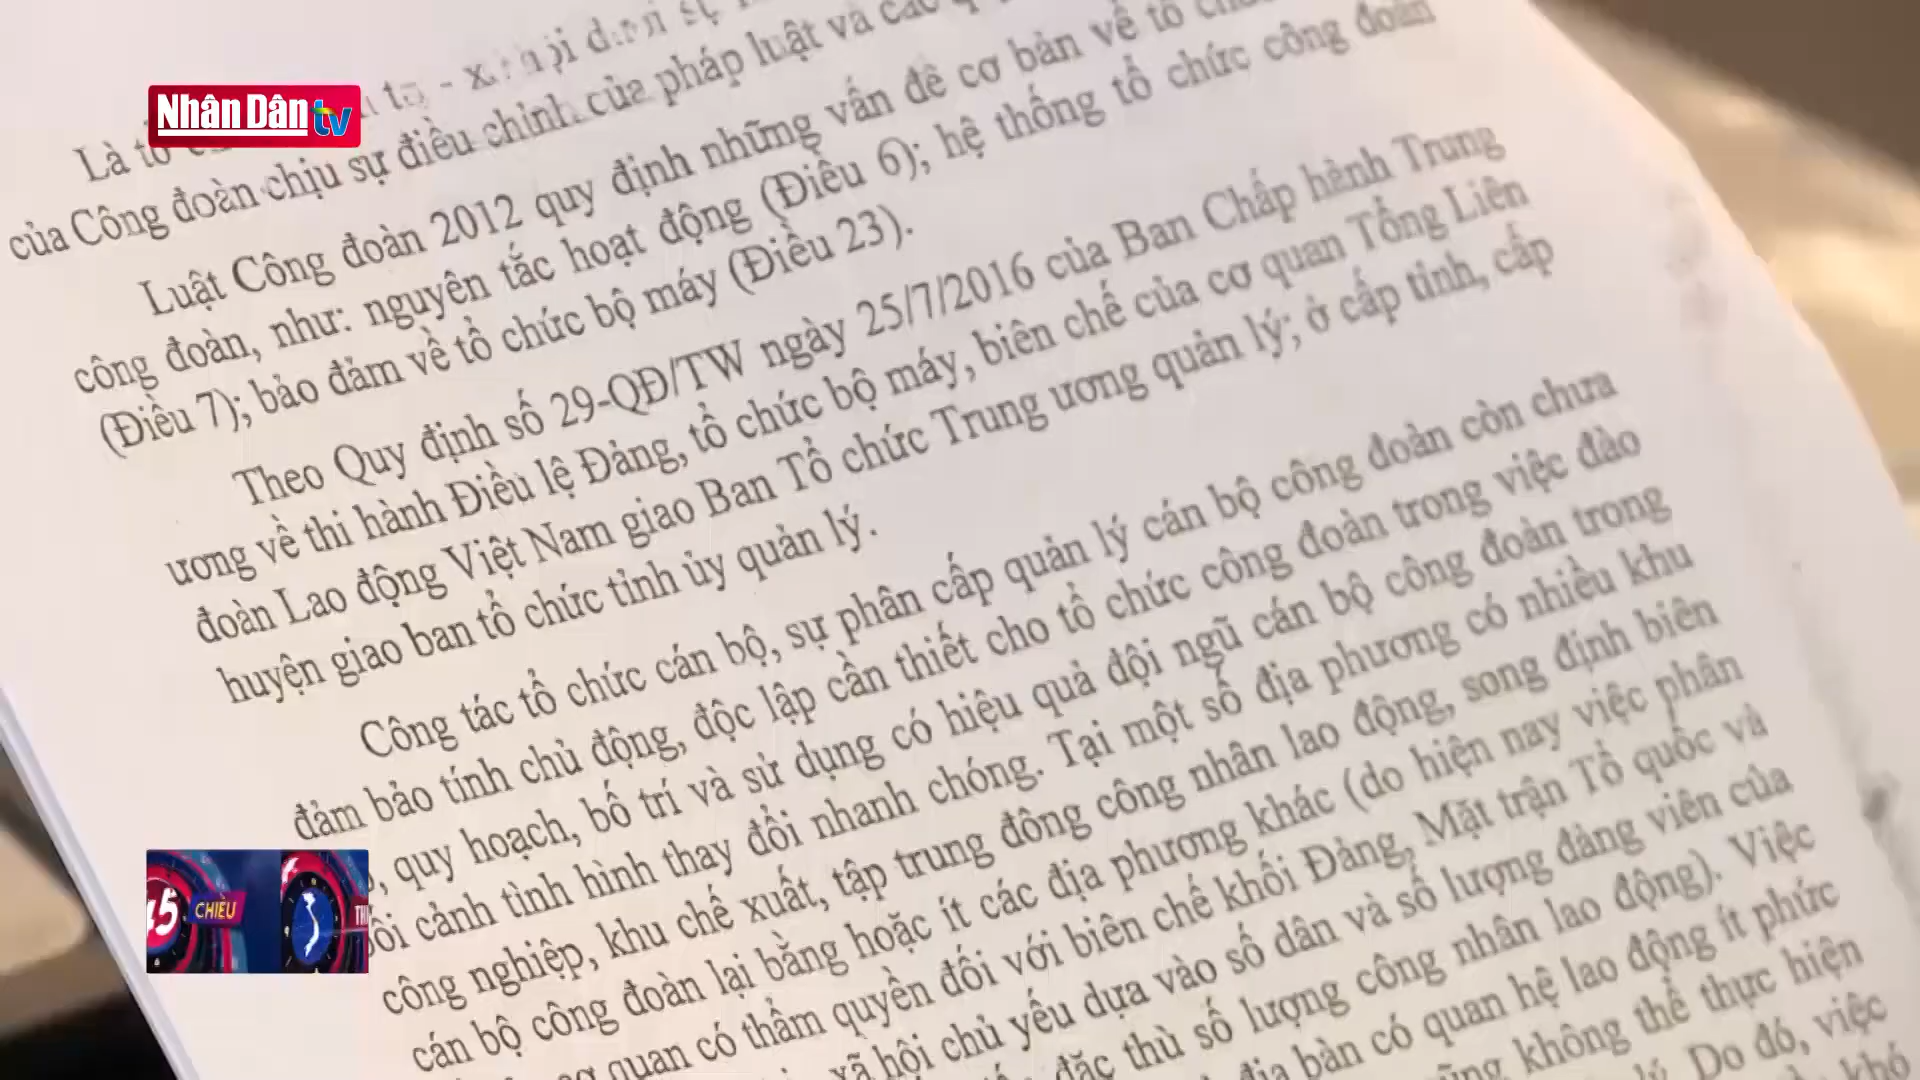 Nhân Dân tv
của Công đoàn chịu sự điều chỉnh của pháp luật và các
Luật Công đoàn 2012 quy định những vấn đề cơ bản về tổ
công đoàn, như: nguyên tắc hoạt động (Điều 6); hệ thống tổ chức công đoàn
(Điều 7); bảo đảm về tổ chức bộ máy (Điều 23).
Theo Quy định số 29-QĐ/TW ngày 25/7/2016 của Ban Chấp hành Trung
ương về thi hành Điều lệ Đảng, tổ chức bộ máy, biên chế của cơ quan Tổng Liên
đoàn Lao động Việt Nam giao Ban Tổ chức Trung ương quản lý; ở cấp tỉnh, cấp
huyện giao ban tổ chức tỉnh ủy quản lý.
Công tác tổ chức cán bộ, sự phân cấp quản lý cán bộ công đoàn còn chưa
đảm bảo tính chủ động, độc lập cần thiết cho tổ chức công đoàn trong việc đào
quy hoạch, bố trí và sử dụng có hiệu quả đội ngũ cán bộ công đoàn trong
cảnh tình hình thay đổi nhanh chóng. Tại một số địa phương có nhiều khu
công nghiệp, khu chế xuất, tập trung đông công nhân lao động, song định biên
cán bộ công đoàn lại bằng hoặc ít các địa phương khác (do hiện nay việc phân
quan có thẩm quyền đối với biên chế khối Đảng, Mặt trận Tổ quốc và
xã hội chủ yếu dựa vào số dân và số lượng đảng viên của
đặc thù số lượng công nhân lao động). Việc
địa bàn có quan hệ lao động ít phức
không thể thực hiện
Do đó, việc
khó
45 CHIỀU